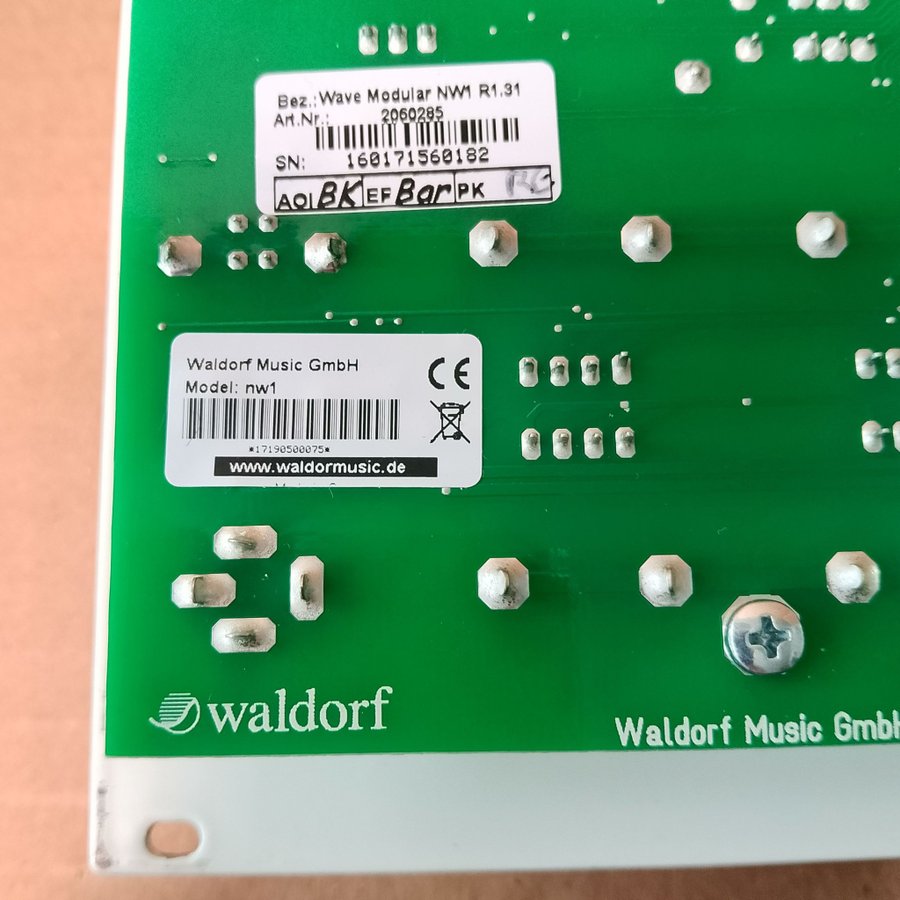 Bez.:Wave Modular NW1 R1.31
Art.Nr.: 2060285
SN: 160171560182
AOI BK EF Bar PK RG
Waldorf Music GmbH
Model: nw1
CE
*17190500075*
www.waldormusic.de
waldorf
Waldorf Music GmbH